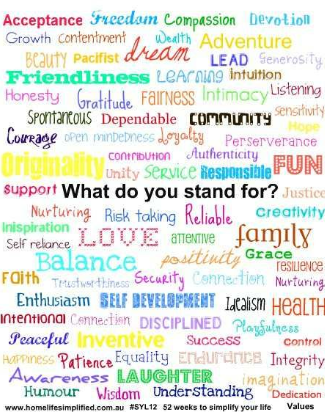 Acceptance Freedom Compassion Devotion
Growth contentment Wealth Adventure
Beauty Pacifist dream LEAD Generosity
Friendliness Learning Intuition
Honesty Gratitude FAIRNESS Intimacy Listening
Spontaneous Dependable COMMUNITY Sensitivity
Courage open mindedness Loyalty Hope
Perserverance
Originality contribution Authenticity FUN
Unity Service Responsible
Support What do you stand for? Justice
Nurturing Risk taking Reliable Creativity
inispiration LOVE attentive family
Self reliance Grace
Balance positivity resilience
FAith Trustworthiness Security Connection Nurturing
Enthusiasm SELF DEVELOPMENT Idealism HEALTH
Intentional Connection DISCIPLINED Playfulness
Peaceful Inventive Success control
Happiness Patience Equality Endurance Integrity
Awareness LAUGHTER imagination
Humour Wisdom Understanding Dedication
www.homelifesimplified.com.au #SYL12 52 weeks to simplify your life Values